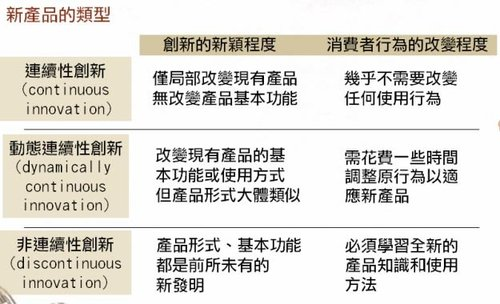 新產品的類型
創新的新穎程度
消費者行為的改變程度
連續性創新
(continuous
innovation)
僅局部改變現有產品
無改變產品基本功能
幾乎不需要改變
任何使用行為
動態連續性創新
(dynamically
continuous
innovation)
改變現有產品的基
本功能或使用方式
但產品形式大體類似
需花費一些時間
調整原行為以適
應新產品
非連續性創新
(discontinuous
innovation)
產品形式、基本功能
都是前所未有的
新發明
必須學習全新的
產品知識和使用
方法